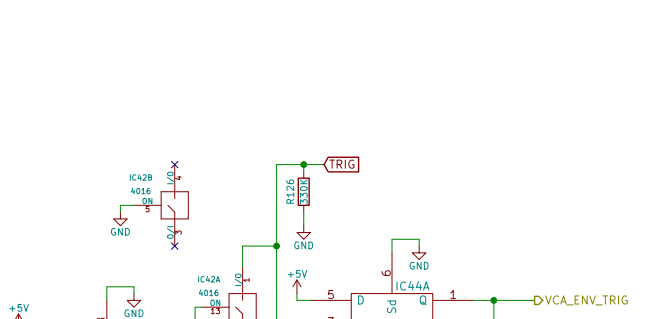 TRIG
R126
330K
GND
IC42B
4016
ON
5
I/O
4
O/I
3
GND
IC42A
4016
ON
13
I/O
1
+5V
5
D
6
Sd
IC44A
Q
1
GND
VCA_ENV_TRIG
GND
+5V